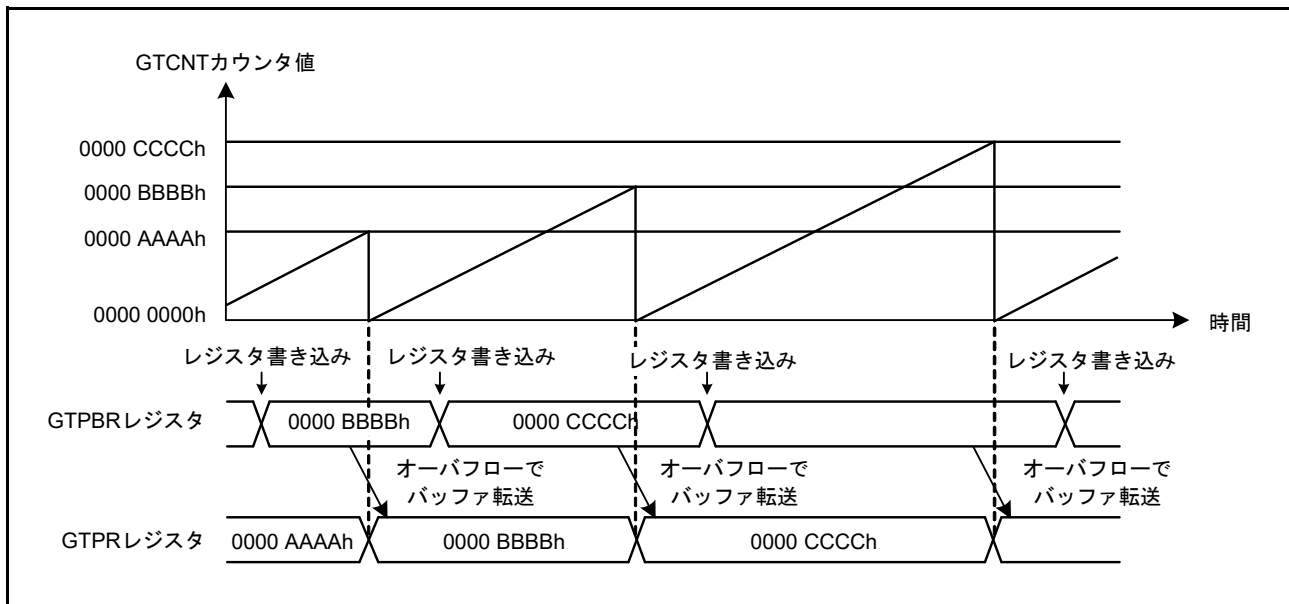 GTCNTカウンタ値
0000 CCCCh
0000 BBBBh
0000 AAAAh
0000 0000h
時間
レジスタ書き込み レジスタ書き込み レジスタ書き込み レジスタ書き込み
GTPBRレジスタ 0000 BBBBh 0000 CCCCh
オーバフローで オーバフローで オーバフローで
バッファ転送 バッファ転送 バッファ転送
GTPRレジスタ 0000 AAAAh 0000 BBBBh 0000 CCCCh